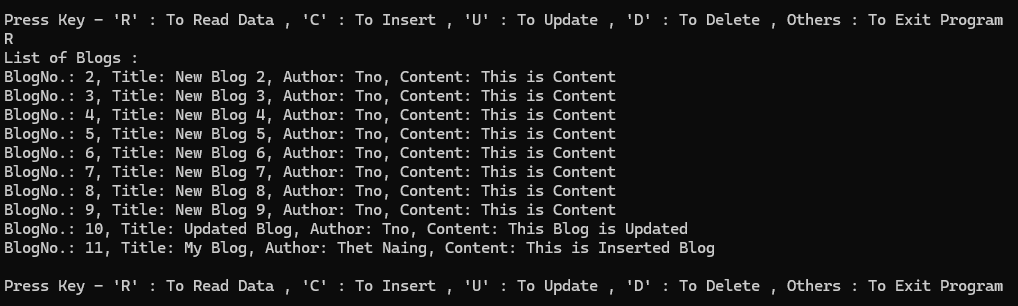 Press Key - 'R' : To Read Data , 'C' : To Insert , 'U' : To Update , 'D' : To Delete , Others : To Exit Program
R
List of Blogs :
BlogNo.: 2, Title: New Blog 2, Author: Tno, Content: This is Content
BlogNo.: 3, Title: New Blog 3, Author: Tno, Content: This is Content
BlogNo.: 4, Title: New Blog 4, Author: Tno, Content: This is Content
BlogNo.: 5, Title: New Blog 5, Author: Tno, Content: This is Content
BlogNo.: 6, Title: New Blog 6, Author: Tno, Content: This is Content
BlogNo.: 7, Title: New Blog 7, Author: Tno, Content: This is Content
BlogNo.: 8, Title: New Blog 8, Author: Tno, Content: This is Content
BlogNo.: 9, Title: New Blog 9, Author: Tno, Content: This is Content
BlogNo.: 10, Title: Updated Blog, Author: Tno, Content: This Blog is Updated
BlogNo.: 11, Title: My Blog, Author: Thet Naing, Content: This is Inserted Blog
Press Key - 'R' : To Read Data , 'C' : To Insert , 'U' : To Update , 'D' : To Delete , Others : To Exit Program